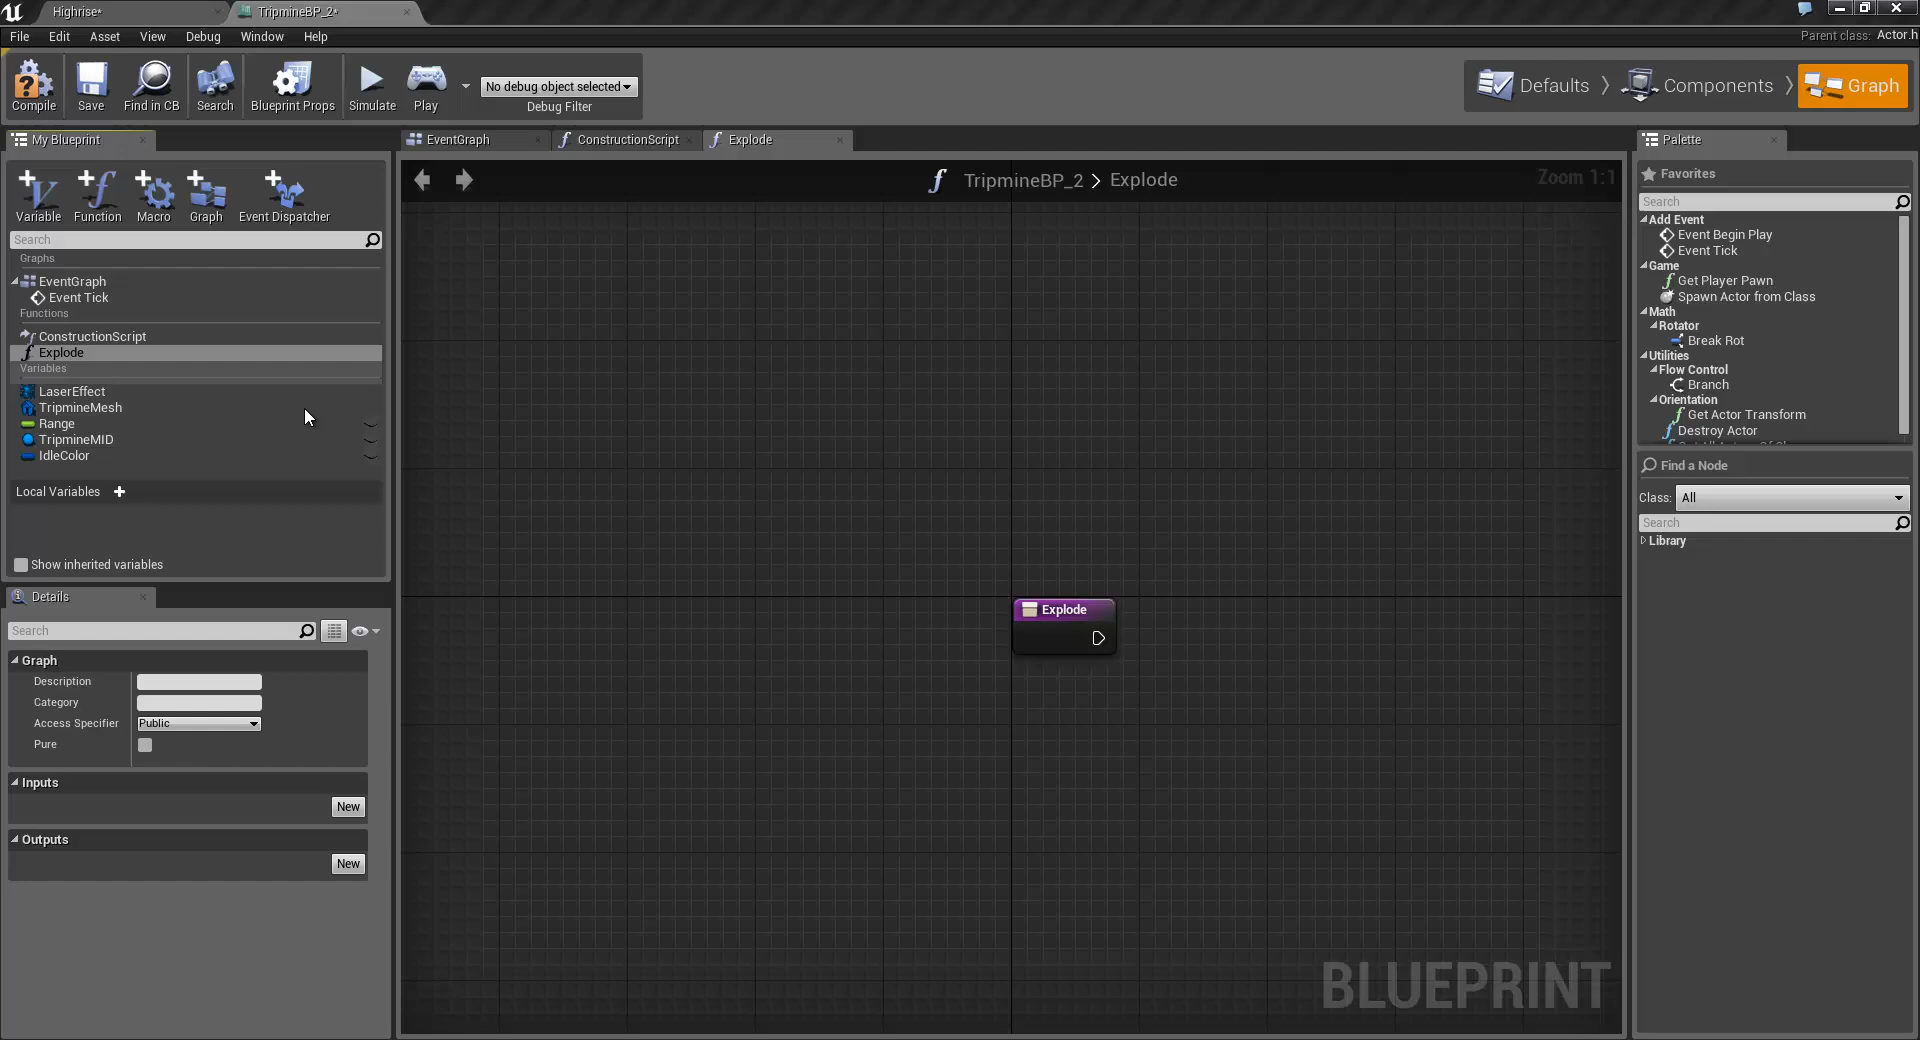 Highrise*
TripmineBP_2*
File Edit Asset View Debug Window Help
Parent class: Actor.h
Compile
Save
Find in CB
Search
Blueprint Props
Simulate
Play
No debug object selected
Debug Filter
Defaults
Components
Graph
My Blueprint
Variable
Function
Macro
Graph
Event Dispatcher
Search
Graphs
EventGraph
Event Tick
Functions
ConstructionScript
Explode
Variables
LaserEffect
TripmineMesh
Range
TripmineMID
IdleColor
Local Variables
Show inherited variables
Details
Search
Graph
Description
Category
Access Specifier Public
Pure
Inputs
New
Outputs
New
EventGraph
ConstructionScript
Explode
TripmineBP_2 > Explode
Zoom 1:1
Explode
BLUEPRINT
Palette
Favorites
Search
Add Event
Event Begin Play
Event Tick
Game
Get Player Pawn
Spawn Actor from Class
Math
Rotator
Break Rot
Utilities
Flow Control
Branch
Orientation
Get Actor Transform
Destroy Actor
Find a Node
Class: All
Search
Library